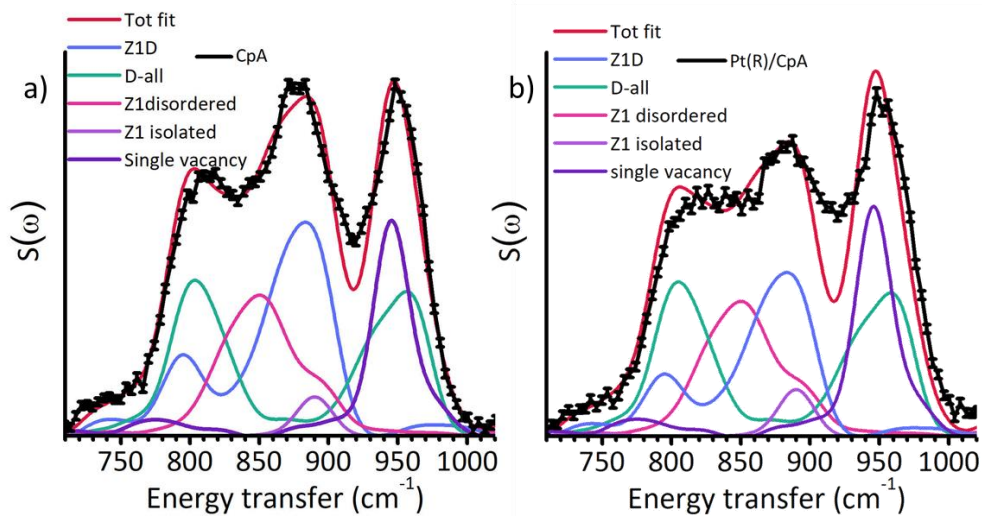 a)
Tot fit
Z1D
CpA
D-all
Z1disordered
Z1 isolated
Single vacancy
S(ω)
750 800 850 900 950 1000
Energy transfer (cm-1)
b)
Tot fit
Z1D
Pt(R)/CpA
D-all
Z1 disordered
Z1 isolated
single vacancy
S(ω)
750 800 850 900 950 1000
Energy transfer (cm-1)